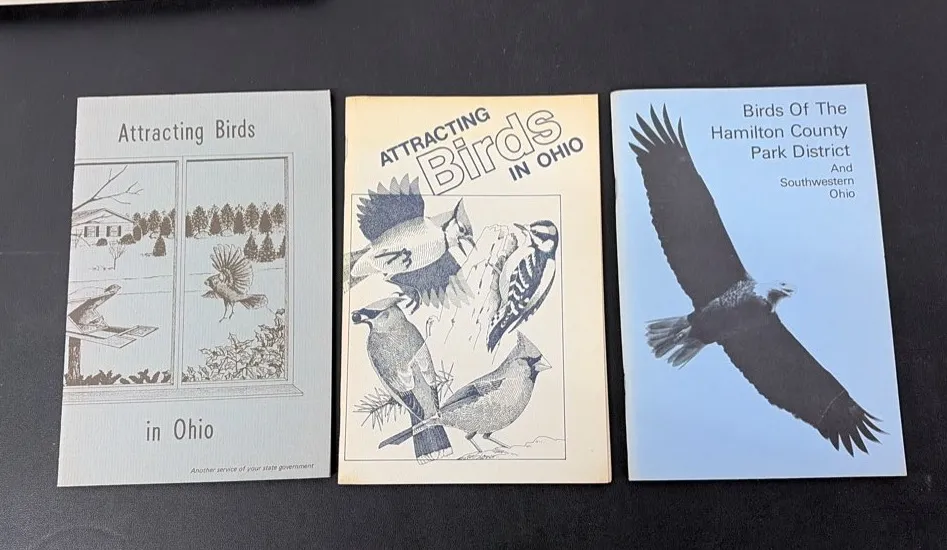 Attracting Birds
in Ohio
Another service of your state government
ATTRACTING
Birds
IN OHIO
Birds Of The
Hamilton County
Park District
And
Southwestern
Ohio